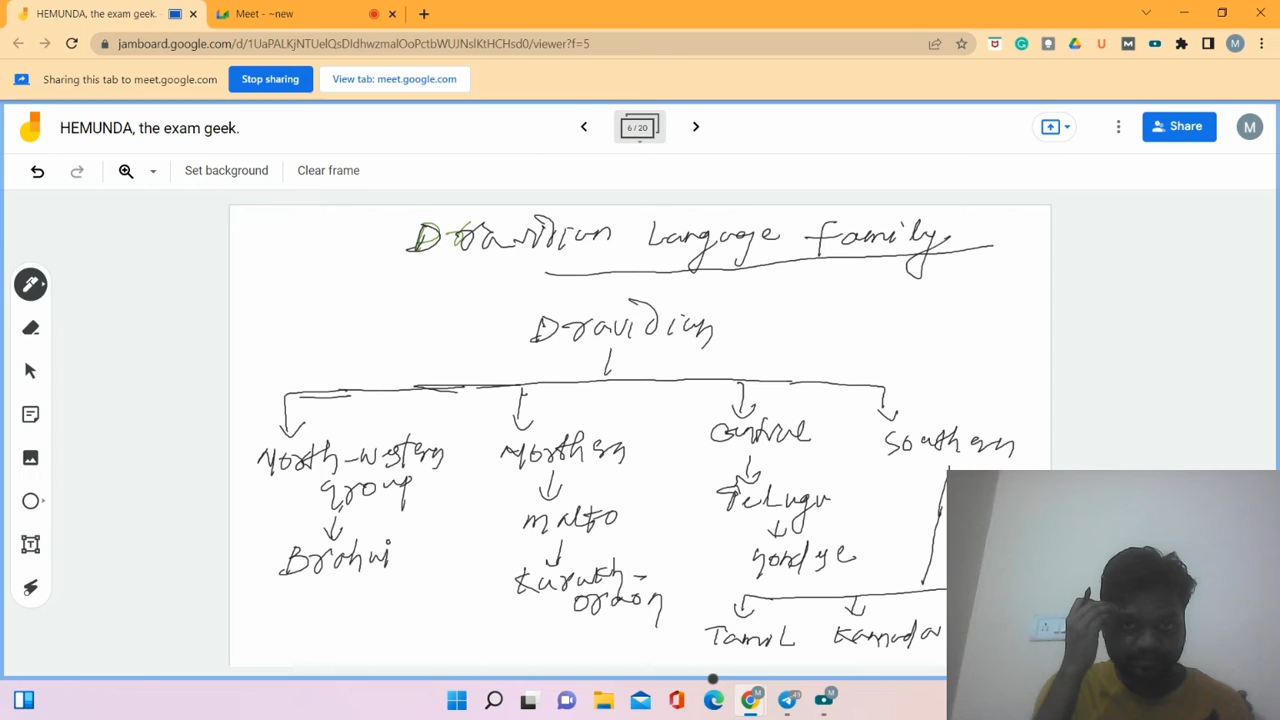 HEMUNDA, the exam geek.
Meet - ~new
jamboard.google.com/d/1UaPALKjNTUelQsDIdhwzmalOoPctbWUJNslKtHCHsd0/viewer?f=5
M
Sharing this tab to meet.google.com
Stop sharing
View tab: meet.google.com
HEMUNDA, the exam geek.
6 / 20
Share
M
Set background
Clear frame
Dravidian Langage family
Dravidian
North-western group
Northern
Central
Southern
Brahui
Malto
Telugu
Kurukh-oraon
Gondye
Tamil
Kannada